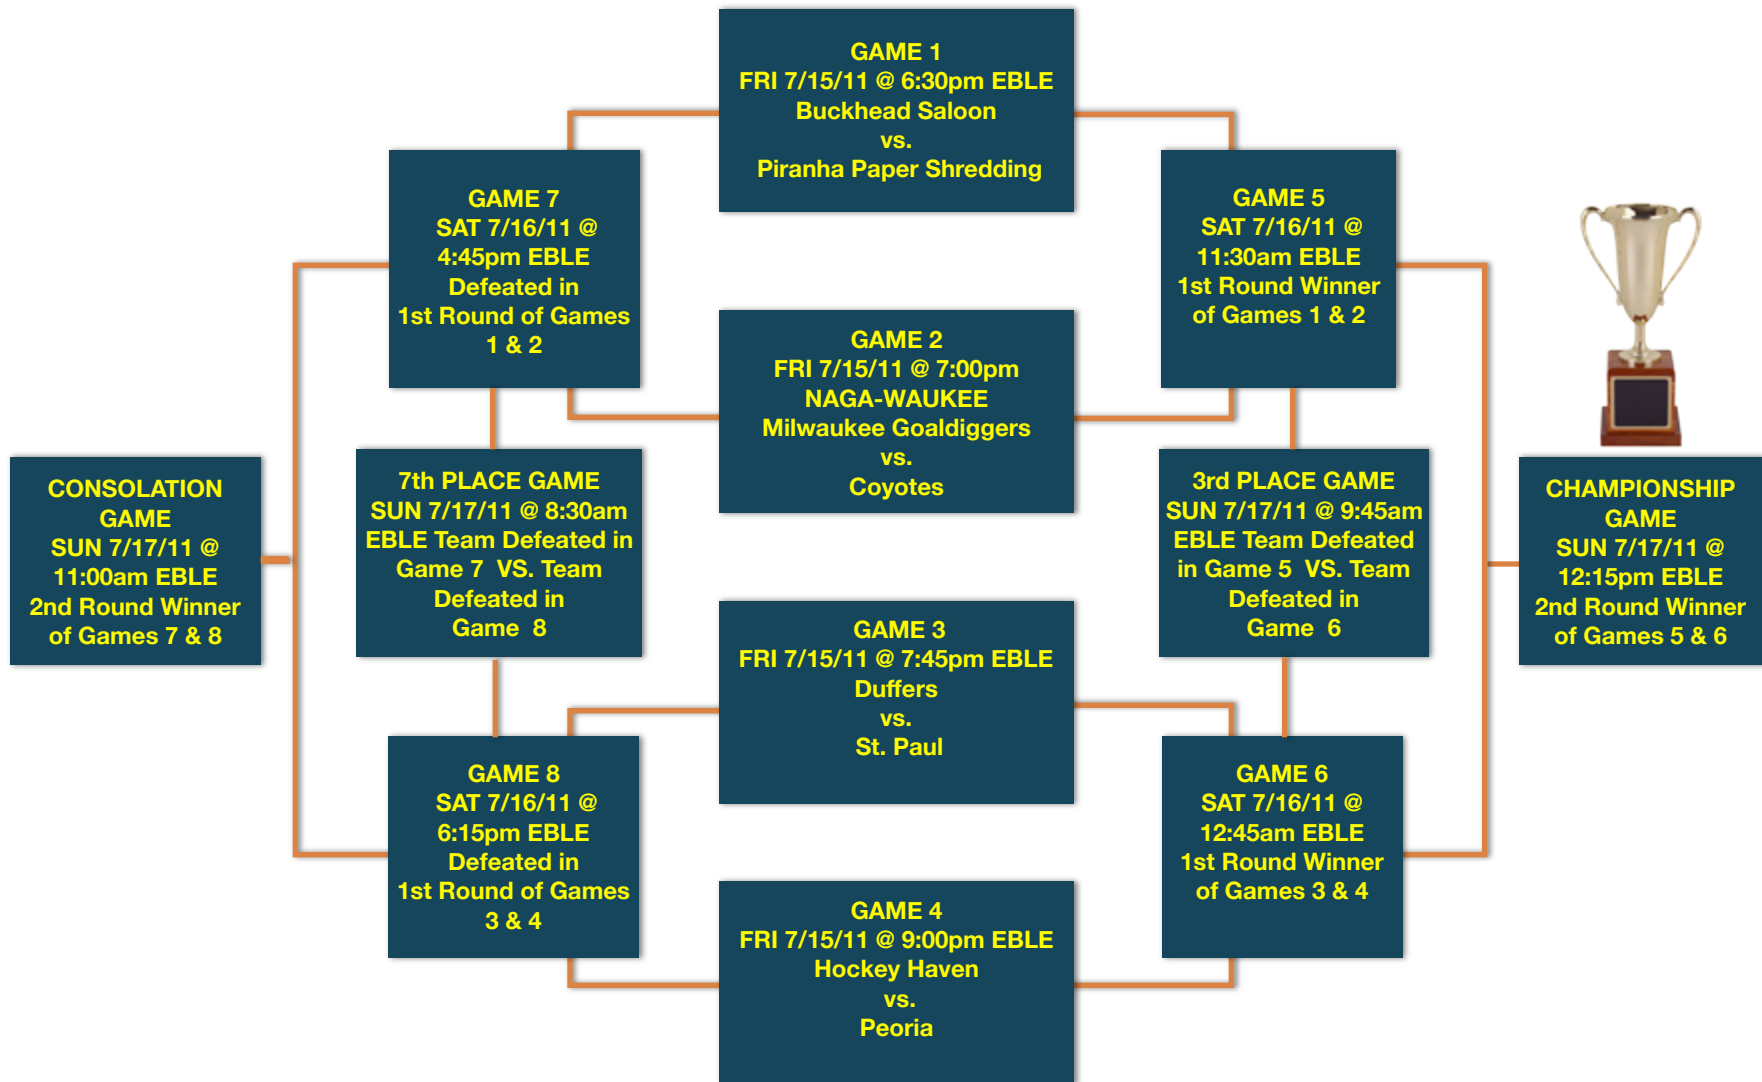 GAME 1
FRI 7/15/11 @ 6:30pm EBLE
Buckhead Saloon
vs.
Piranha Paper Shredding
GAME 7
SAT 7/16/11 @
4:45pm EBLE
Defeated in
1st Round of Games
1 & 2
GAME 5
SAT 7/16/11 @
11:30am EBLE
1st Round Winner
of Games 1 & 2
GAME 2
FRI 7/15/11 @ 7:00pm
NAGA-WAUKEE
Milwaukee Goaldiggers
vs.
Coyotes
CONSOLATION
GAME
SUN 7/17/11 @
11:00am EBLE
2nd Round Winner
of Games 7 & 8
7th PLACE GAME
SUN 7/17/11 @ 8:30am
EBLE Team Defeated in
Game 7 VS. Team
Defeated in
Game 8
3rd PLACE GAME
SUN 7/17/11 @ 9:45am
EBLE Team Defeated
in Game 5 VS. Team
Defeated in
Game 6
CHAMPIONSHIP
GAME
SUN 7/17/11 @
12:15pm EBLE
2nd Round Winner
of Games 5 & 6
GAME 3
FRI 7/15/11 @ 7:45pm EBLE
Duffers
vs.
St. Paul
GAME 8
SAT 7/16/11 @
6:15pm EBLE
Defeated in
1st Round of Games
3 & 4
GAME 6
SAT 7/16/11 @
12:45am EBLE
1st Round Winner
of Games 3 & 4
GAME 4
FRI 7/15/11 @ 9:00pm EBLE
Hockey Haven
vs.
Peoria